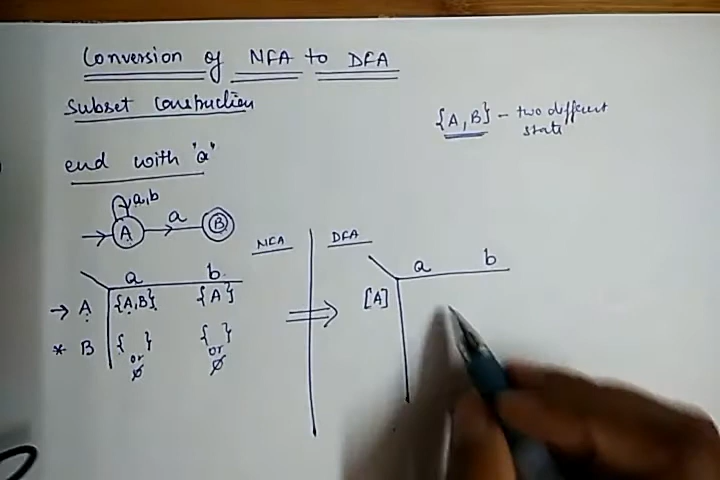 Conversion of NFA to DFA
Subset Construction
{A,B} - two different
state
end with "a"
a,b
a
A
B
NFA
DFA
a b
→ A {A,B} {A}
* B { } { }
or or
ø ø
a b
[A]